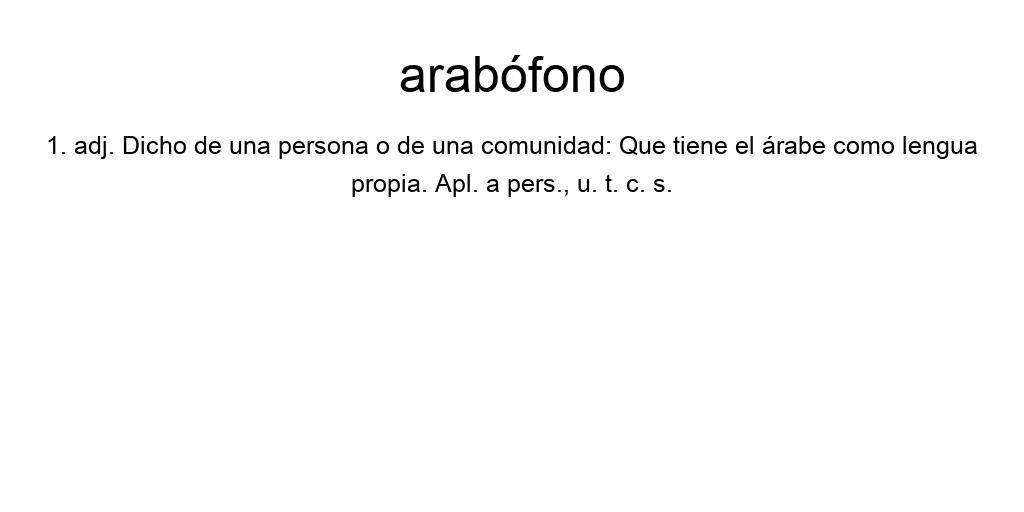 arabófono
1. adj. Dicho de una persona o de una comunidad: Que tiene el árabe como lengua
propia. Apl. a pers., u. t. c. s.